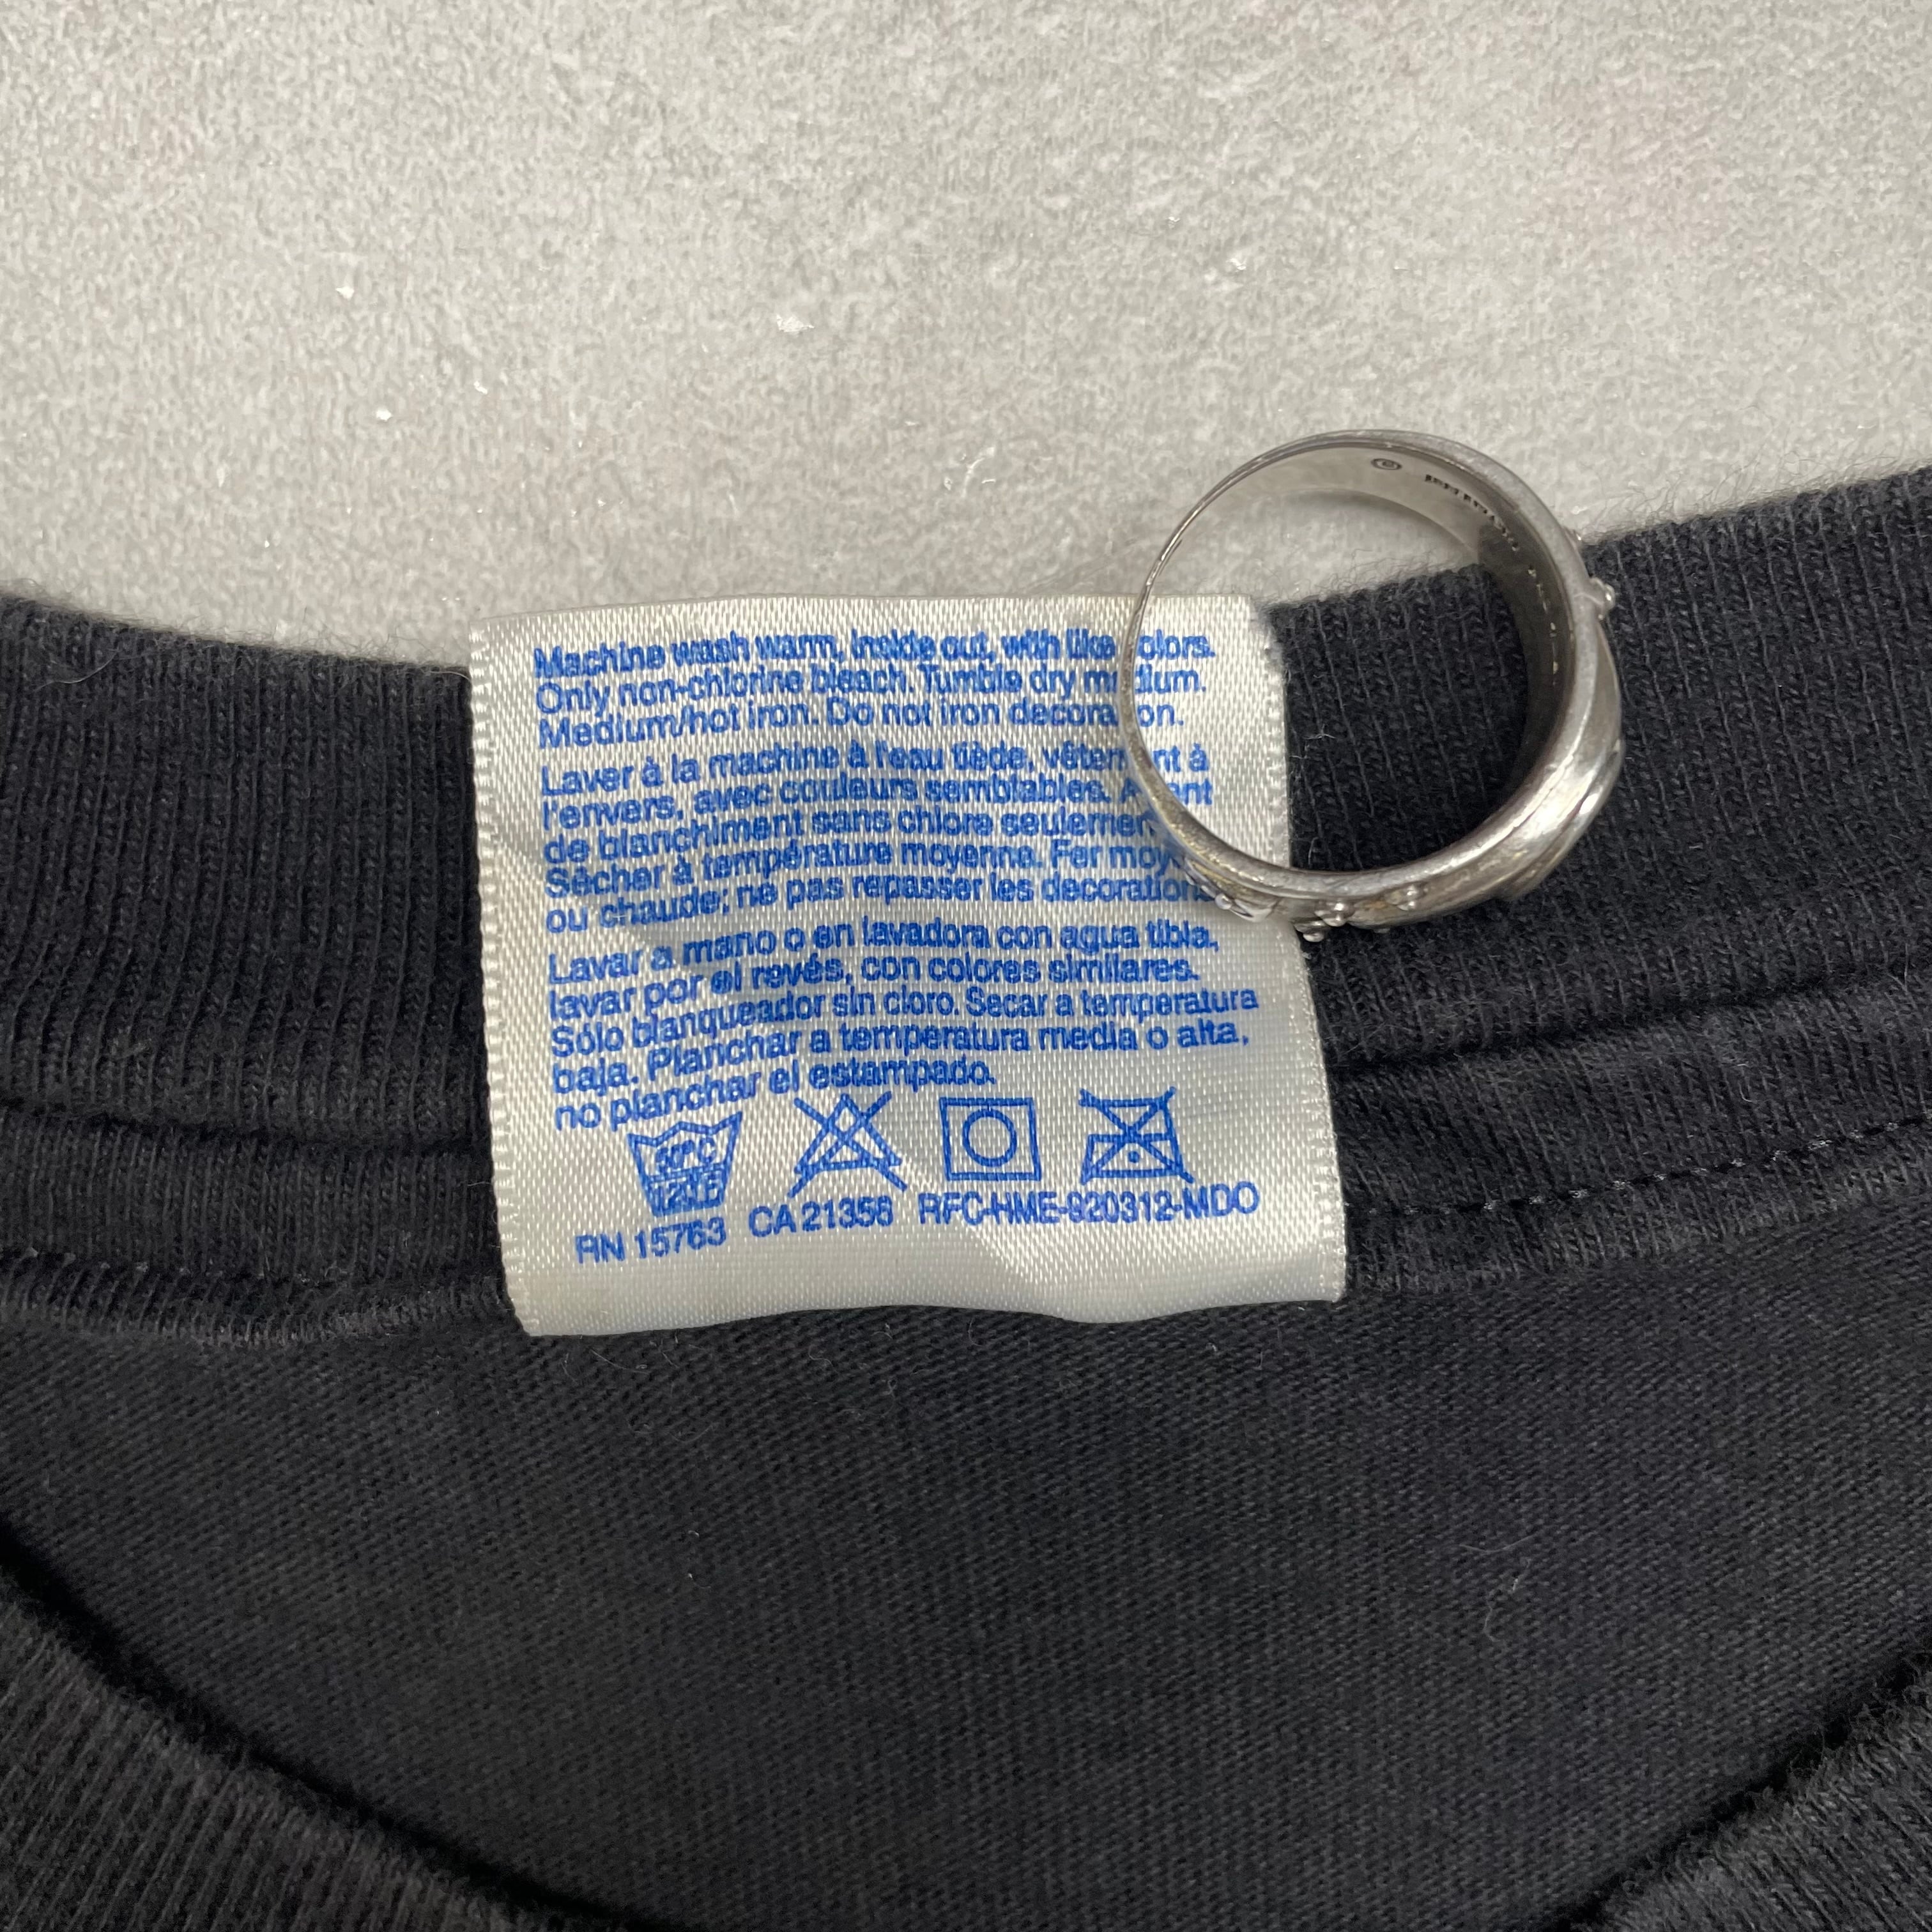 Machine wash warm, inside out, with like colors.
Only non-chlorine bleach. Tumble dry medium.
Medium/hot iron. Do not iron decoration.
Laver à la machine à l'eau tiède, vêtement à
l'envers, avec couleurs semblables.
de blanchiment sans chlore seulement
Sécher à température moyenne. Fer
ou chaude; ne pas repasser les decorations
Lavar a mano o en lavadora con agua tibia,
lavar por el revés, con colores similares.
Sólo blanqueador sin cloro. Secar a temperatura
baja. Planchar a temperatura media o alta,
no planchar el estampado.
RN 15763 CA 21356 RFC-HME-920312-MDO
©